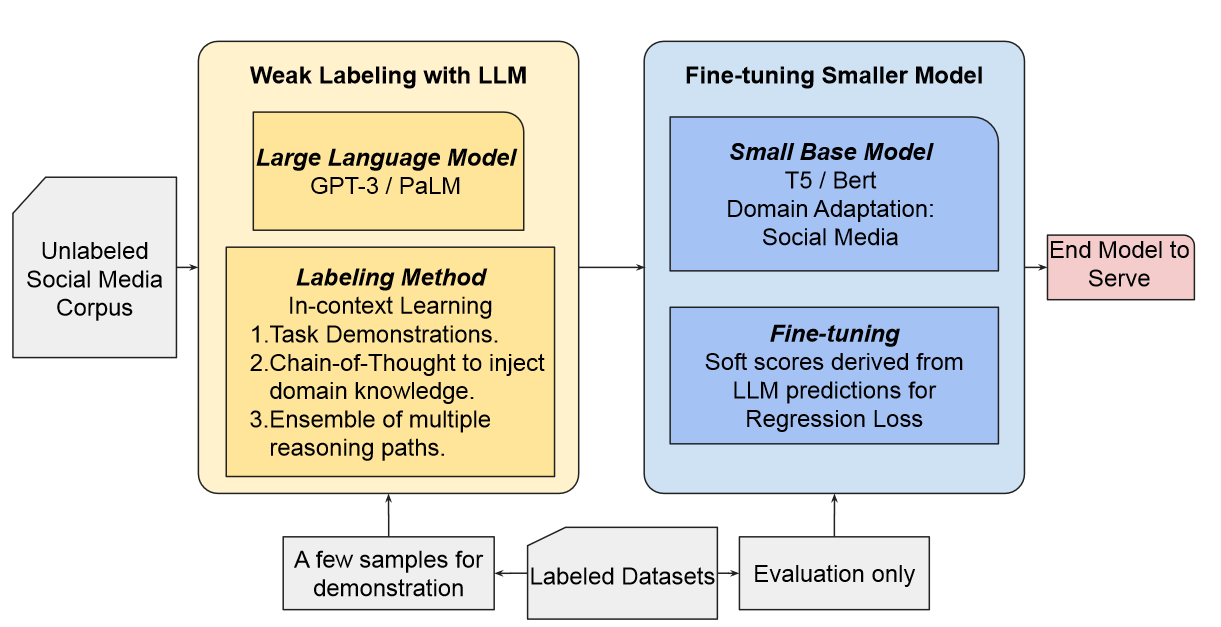 Weak Labeling with LLM
Large Language Model
GPT-3 / PaLM
Unlabeled
Social Media
Corpus
Labeling Method
In-context Learning
1.Task Demonstrations.
2.Chain-of-Thought to inject
domain knowledge.
3.Ensemble of multiple
reasoning paths.
Fine-tuning Smaller Model
Small Base Model
T5 / Bert
Domain Adaptation:
Social Media
Fine-tuning
Soft scores derived from
LLM predictions for
Regression Loss
End Model to
Serve
A few samples for
demonstration
Labeled Datasets
Evaluation only